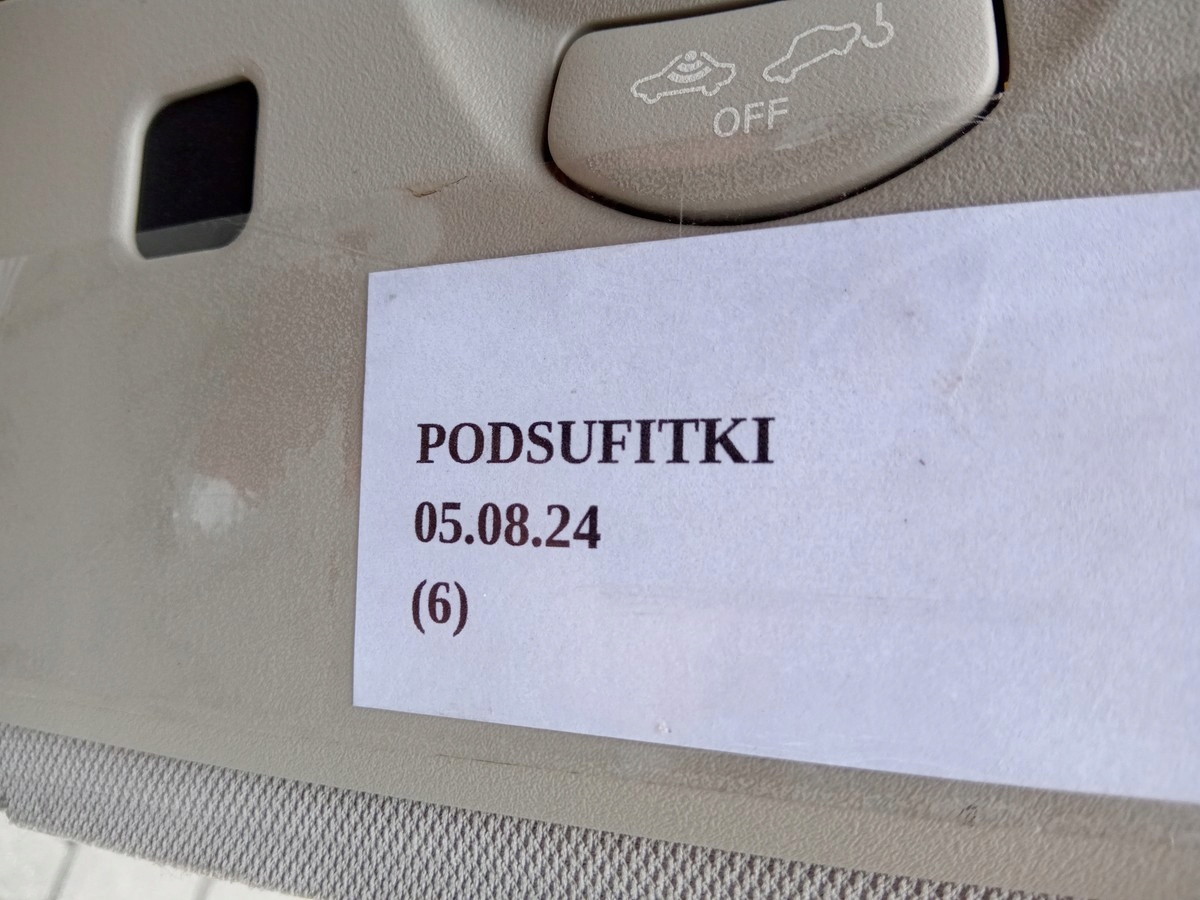 OFF
PODSUFITKI
05.08.24
(6)